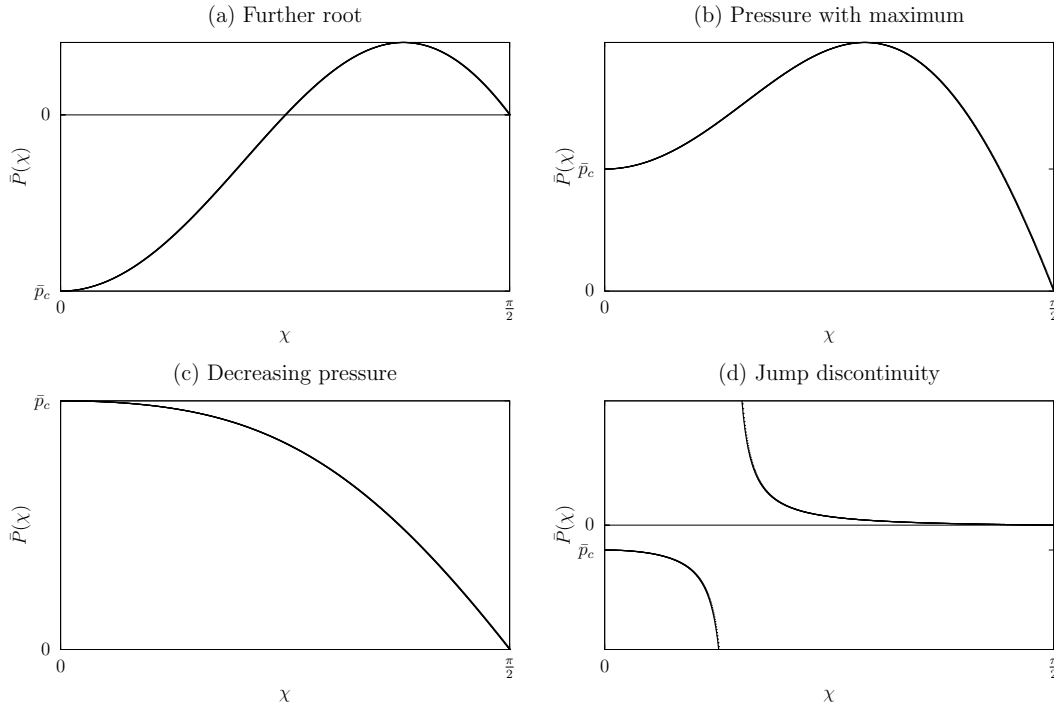 (a) Further root
0
P̄(χ)
p̄c
0
π/2
χ
(b) Pressure with maximum
P̄(χ)
p̄c
0
0
π/2
χ
(c) Decreasing pressure
p̄c
P̄(χ)
0
0
π/2
χ
(d) Jump discontinuity
0
P̄(χ)
p̄c
0
π/2
χ